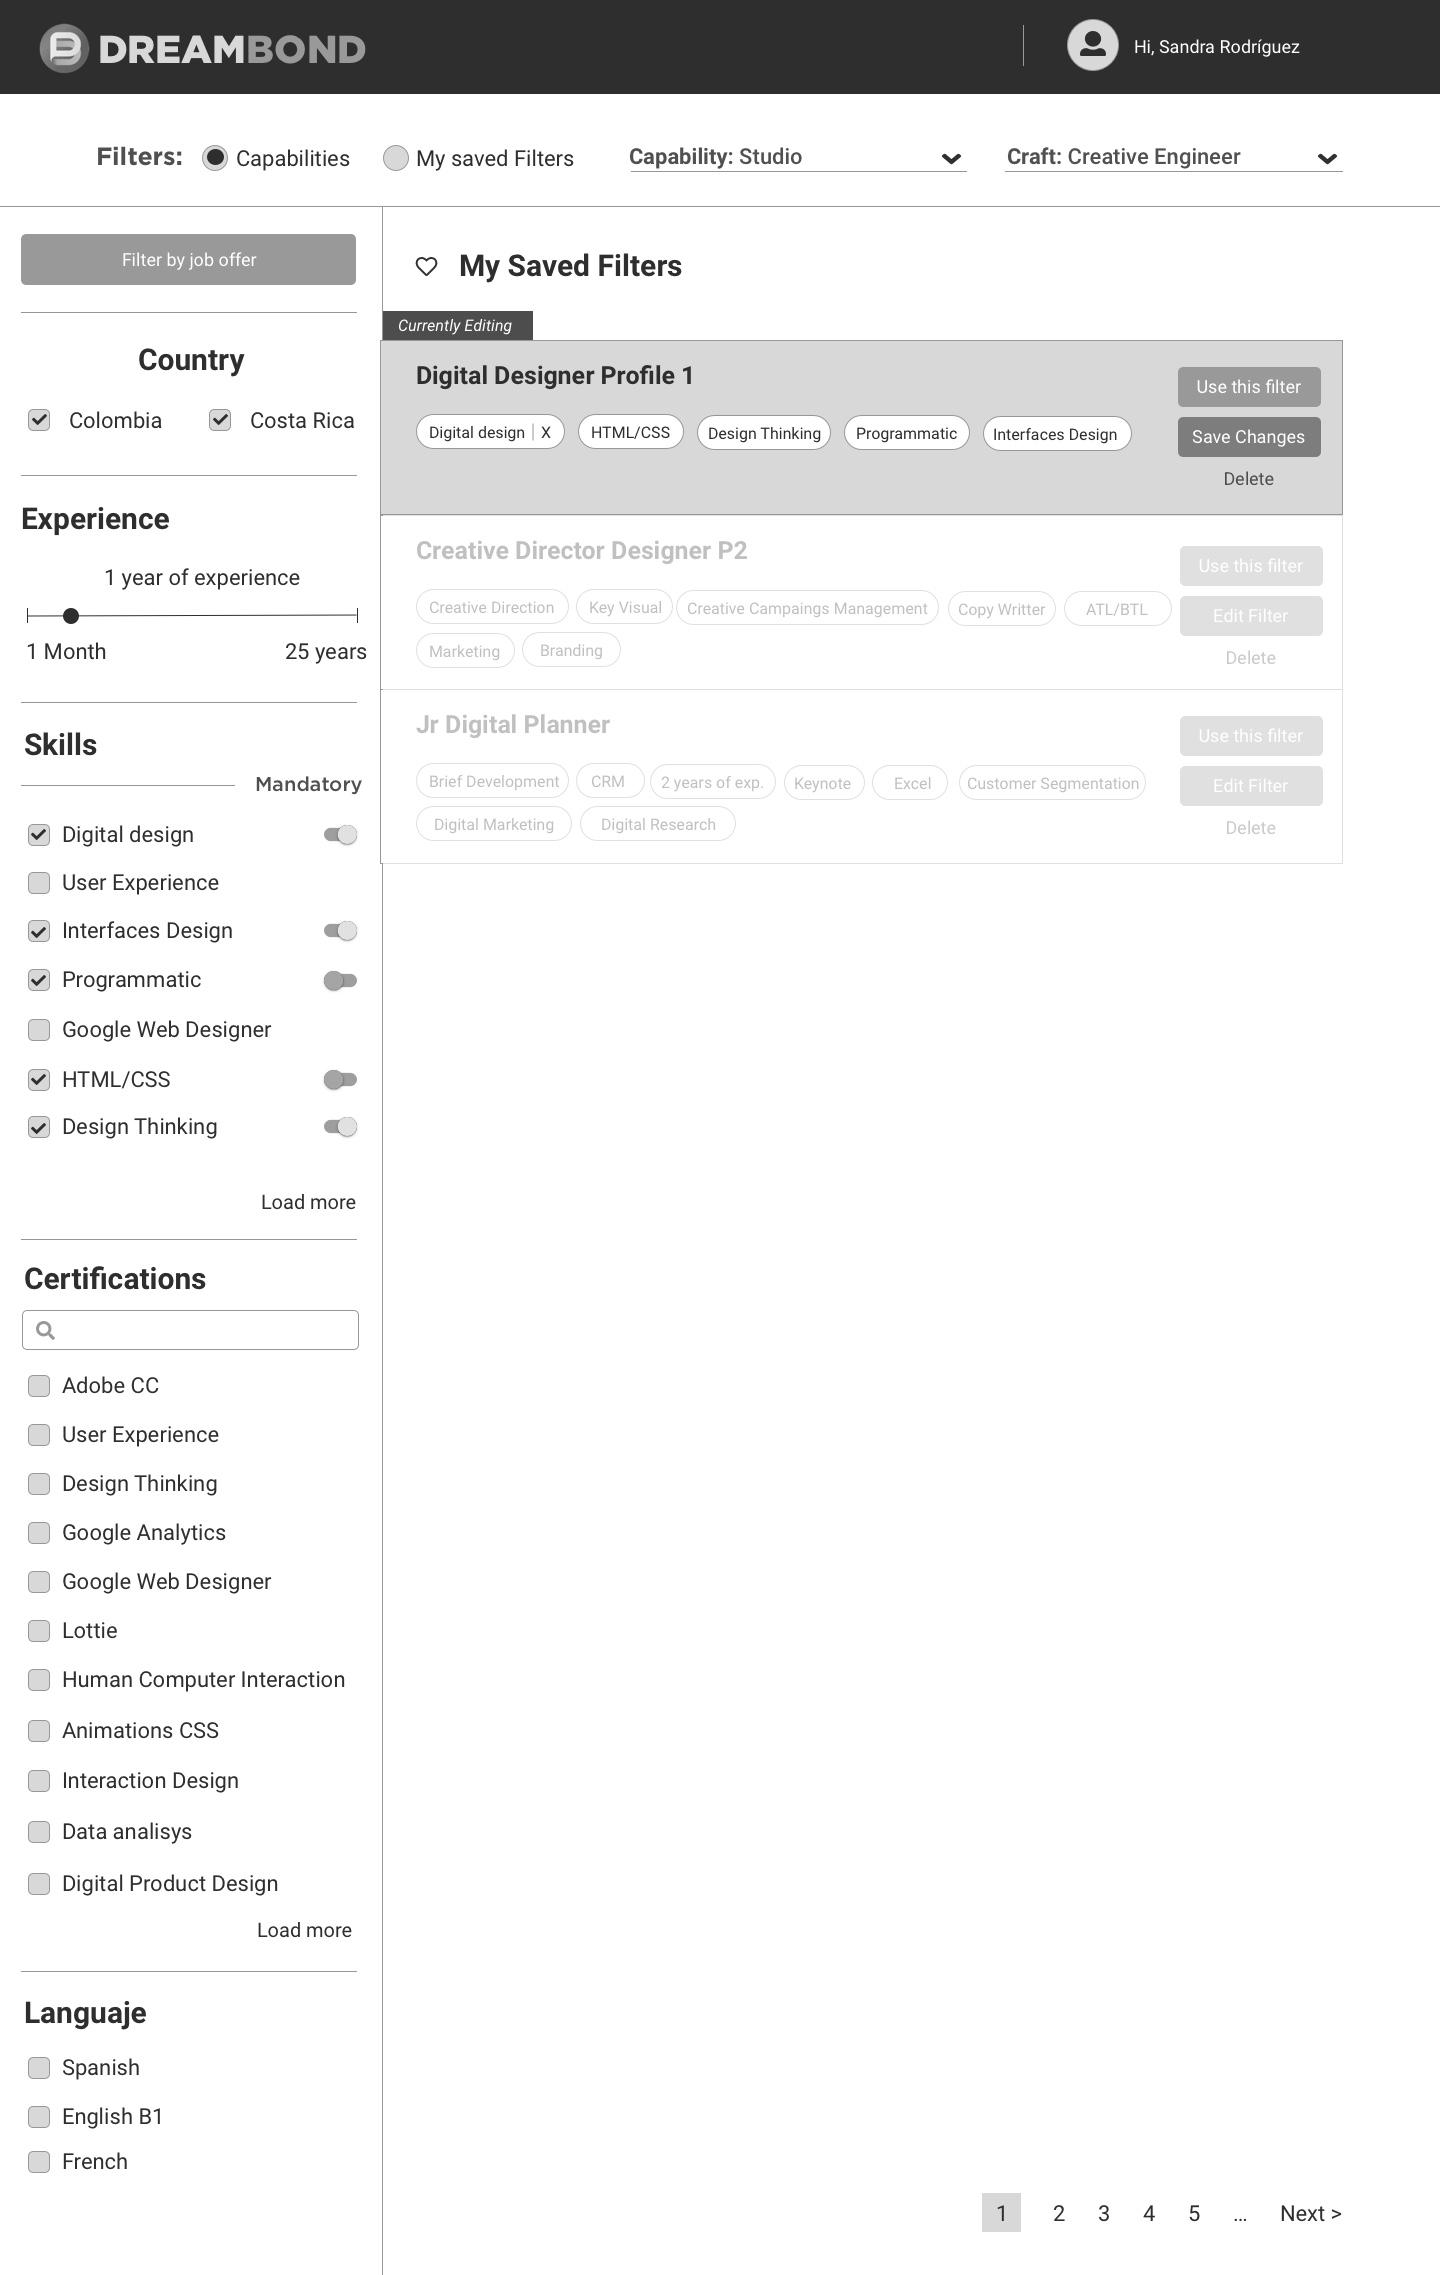 DREAMBOND
Hi, Sandra Rodríguez
Filters:
Capabilities
My saved Filters
Capability: Studio
Craft: Creative Engineer
Filter by job offer
Country
Colombia
Costa Rica
Experience
1 year of experience
1 Month
25 years
Skills
Mandatory
Digital design
User Experience
Interfaces Design
Programmatic
Google Web Designer
HTML/CSS
Design Thinking
Load more
Certifications
Adobe CC
User Experience
Design Thinking
Google Analytics
Google Web Designer
Lottie
Human Computer Interaction
Animations CSS
Interaction Design
Data analisys
Digital Product Design
Load more
Languaje
Spanish
English B1
French
My Saved Filters
Currently Editing
Digital Designer Profile 1
Digital design | X
HTML/CSS
Design Thinking
Programmatic
Interfaces Design
Use this filter
Save Changes
Delete
Creative Director Designer P2
Creative Direction
Key Visual
Creative Campaings Management
Copy Writter
ATL/BTL
Marketing
Branding
Use this filter
Edit Filter
Delete
Jr Digital Planner
Brief Development
CRM
2 years of exp.
Keynote
Excel
Customer Segmentation
Digital Marketing
Digital Research
Use this filter
Edit Filter
Delete
1 2 3 4 5 ... Next >